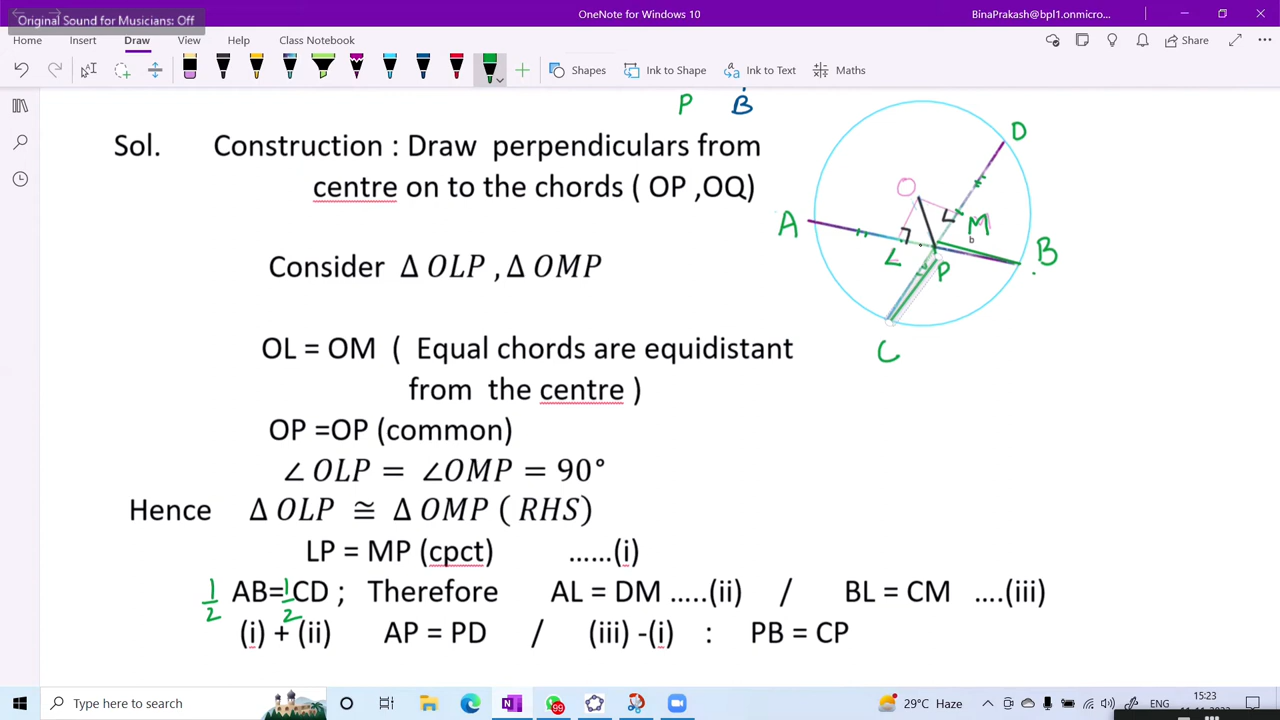 Original Sound for Musicians: Off
OneNote for Windows 10
BinaPrakash@bpl1.onmicro...
Home Insert Draw View Help Class Notebook
Share
Shapes Ink to Shape Ink to Text Maths
P B
Sol. Construction : Draw perpendiculars from
centre on to the chords ( OP ,OQ)
Consider Δ OLP , Δ OMP
OL = OM ( Equal chords are equidistant
from the centre )
OP =OP (common)
∠ OLP = ∠OMP = 90°
Hence Δ OLP ≅ Δ OMP ( RHS)
LP = MP (cpct) ......(i)
1/2 AB=1/2 CD ; Therefore AL = DM .....(ii) / BL = CM ....(iii)
(i) + (ii) AP = PD / (iii) -(i) : PB = CP
D
O
A
M
b
B
L
P
C
Type here to search
99
29°C Haze
ENG
15:23